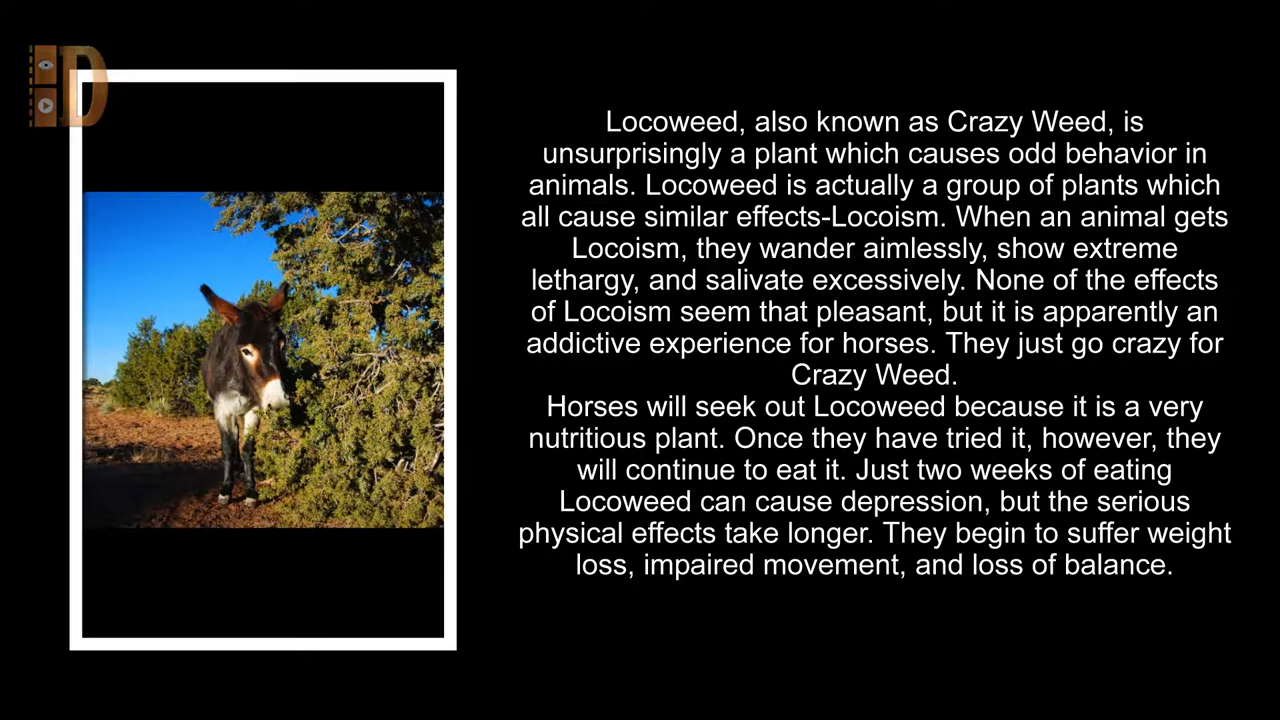 D
Locoweed, also known as Crazy Weed, is
unsurprisingly a plant which causes odd behavior in
animals. Locoweed is actually a group of plants which
all cause similar effects-Locoism. When an animal gets
Locoism, they wander aimlessly, show extreme
lethargy, and salivate excessively. None of the effects
of Locoism seem that pleasant, but it is apparently an
addictive experience for horses. They just go crazy for
Crazy Weed.
Horses will seek out Locoweed because it is a very
nutritious plant. Once they have tried it, however, they
will continue to eat it. Just two weeks of eating
Locoweed can cause depression, but the serious
physical effects take longer. They begin to suffer weight
loss, impaired movement, and loss of balance.